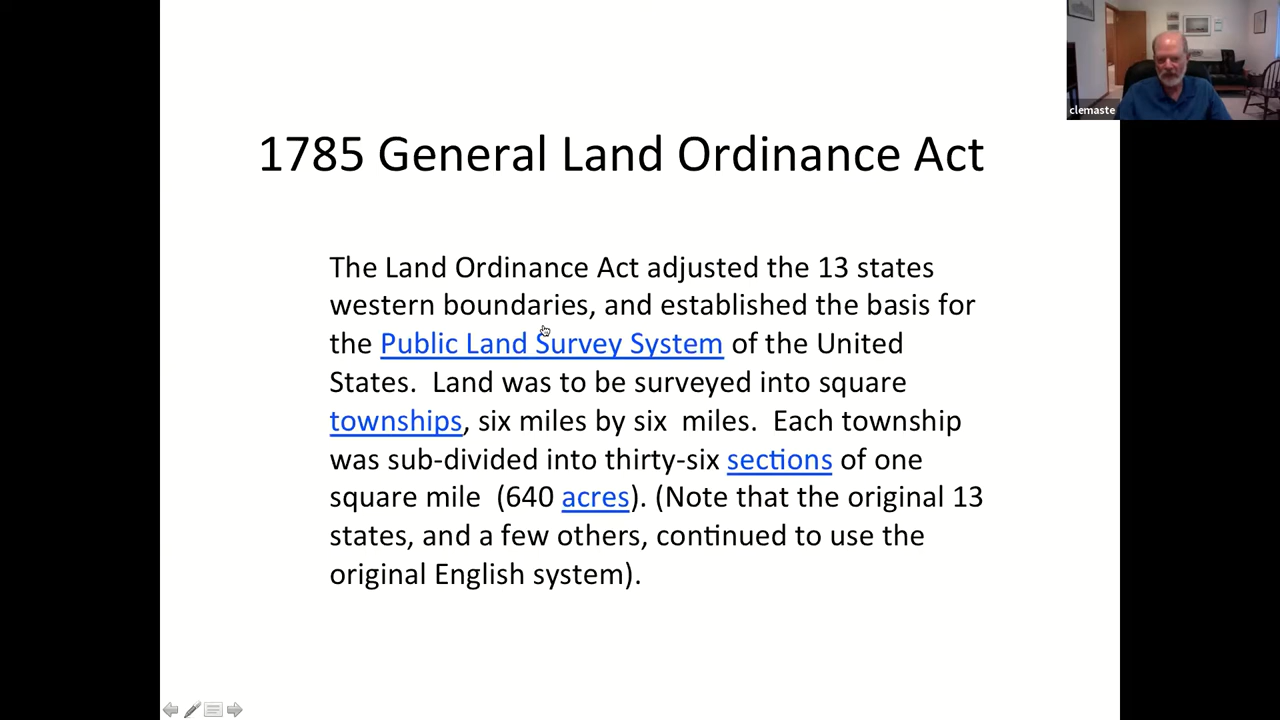 clemaste
1785 General Land Ordinance Act
The Land Ordinance Act adjusted the 13 states
western boundaries, and established the basis for
the Public Land Survey System of the United
States.  Land was to be surveyed into square
townships, six miles by six  miles.  Each township
was sub-divided into thirty-six sections of one
square mile  (640 acres). (Note that the original 13
states, and a few others, continued to use the
original English system).